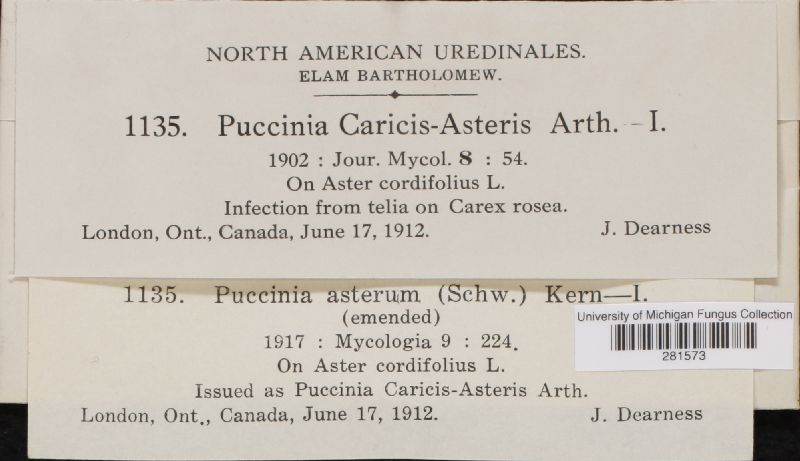 NORTH AMERICAN UREDINALES.
ELAM BARTHOLOMEW.
1135. Puccinia Caricis-Asteris Arth. - I.
1902 : Jour. Mycol. 8 : 54.
On Aster cordifolius L.
Infection from telia on Carex rosea.
London, Ont., Canada, June 17, 1912. J. Dearness
1135. Puccinia asterum (Schw.) Kern—I.
(emended)
1917 : Mycologia 9 : 224.
On Aster cordifolius L.
Issued as Puccinia Caricis-Asteris Arth.
London, Ont., Canada, June 17, 1912. J. Dearness
University of Michigan Fungus Collection
281573